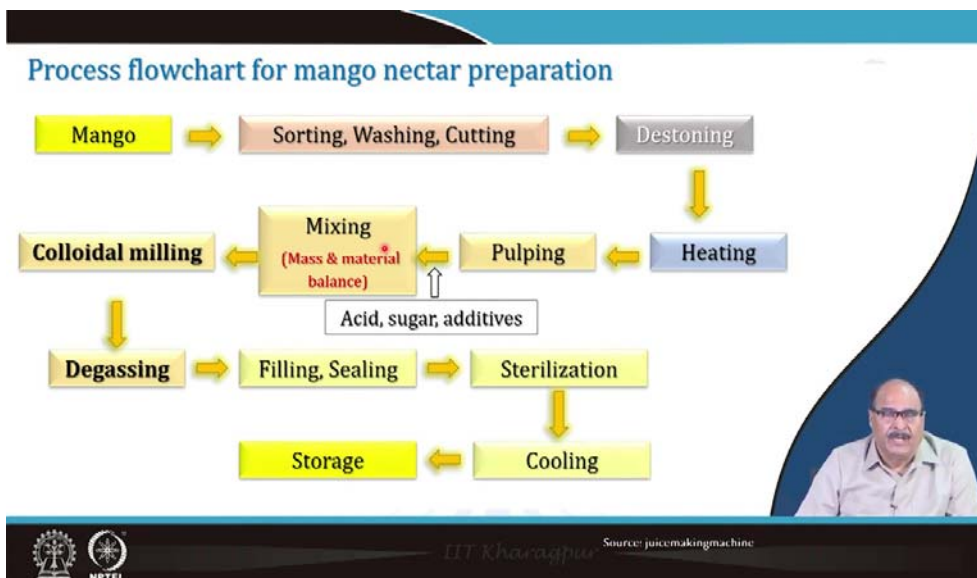 Process flowchart for mango nectar preparation
Mango
Sorting, Washing, Cutting
Destoning
Heating
Pulping
Mixing
(Mass & material
balance)
Colloidal milling
Acid, sugar, additives
Degassing
Filling, Sealing
Sterilization
Cooling
Storage
IIT Kharagpur
Source: juicemakingmachine
NPTEL